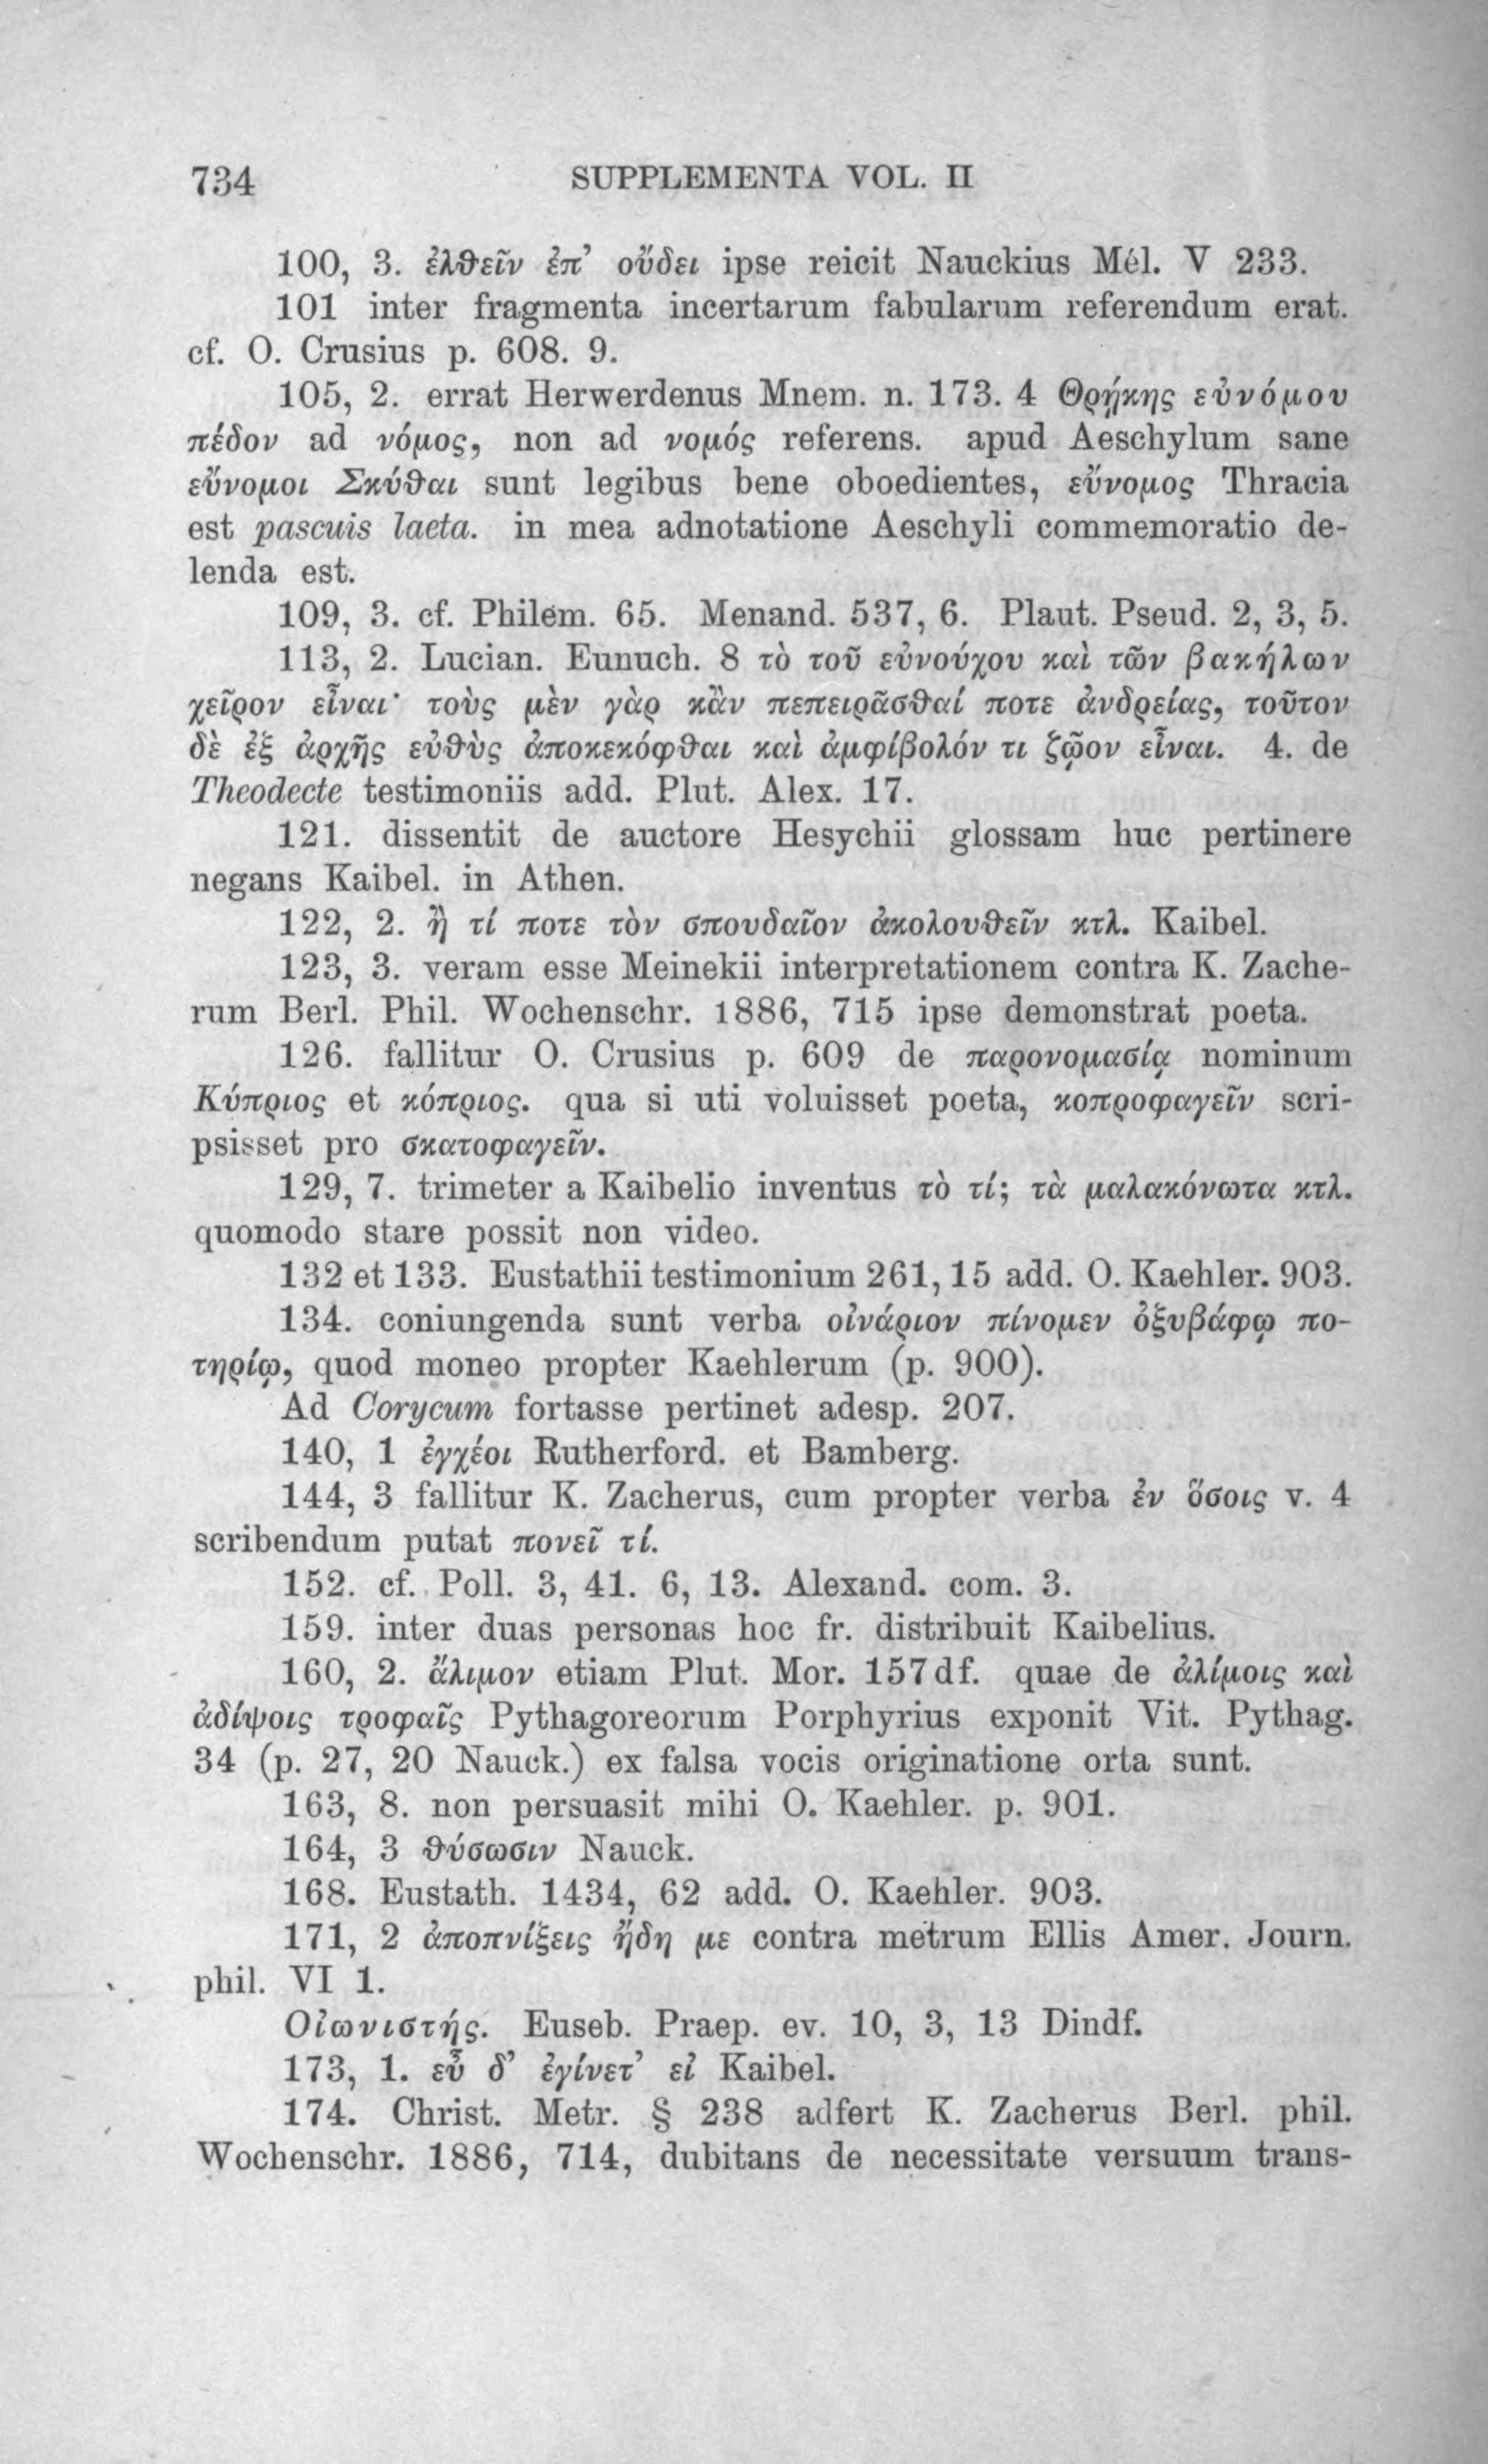 734 SUPPLEMENTA VOL. II
100, 3. ἐλθεῖν ἐπ’ οὔδει ipse reicit Nauckius Mél. V 233.
101 inter fragmenta incertarum fabularum referendum erat.
cf. O. Crusius p. 608. 9.
105, 2. errat Herwerdenus Mnem. n. 173. 4 Θρῄκης εὐνόμου
πέδον ad νόμος, non ad νομός referens. apud Aeschylum sane
εὔνομοι Σκύθαι sunt legibus bene oboedientes, εὔνομος Thracia
est pascuis laeta. in mea adnotatione Aeschyli commemoratio de-
lenda est.
109, 3. cf. Philem. 65. Menand. 537, 6. Plaut. Pseud. 2, 3, 5.
113, 2. Lucian. Eunuch. 8 τὸ τοῦ εὐνούχου καὶ τῶν βακήλων
χεῖρον εἶναι· τοὺς μὲν γὰρ κἂν πεπειρᾶσθαί ποτε ἀνδρείας, τοῦτον
δὲ ἐξ ἀρχῆς εὐθὺς ἀποκεκόφθαι καὶ ἀμφίβολόν τι ζῷον εἶναι. 4. de
Theodecte testimoniis add. Plut. Alex. 17.
121. dissentit de auctore Hesychii glossam huc pertinere
negans Kaibel. in Athen.
122, 2. ἢ τί ποτε τὸν σπουδαῖον ἀκολουθεῖν κτλ. Kaibel.
123, 3. veram esse Meinekii interpretationem contra K. Zache-
rum Berl. Phil. Wochenschr. 1886, 715 ipse demonstrat poeta.
126. fallitur O. Crusius p. 609 de παρονομασίᾳ nominum
Κύπριος et κόπριος. qua si uti voluisset poeta, κοπροφαγεῖν scri-
psisset pro σκατοφαγεῖν.
129, 7. trimeter a Kaibelio inventus τὸ τί; τὰ μαλακόνωτα κτλ.
quomodo stare possit non video.
132 et 133. Eustathii testimonium 261, 15 add. O. Kaehler. 903.
134. coniungenda sunt verba οἰνάριον πίνομεν ὀξυβάφῳ πο-
τηρίῳ, quod moneo propter Kaehlerum (p. 900).
Ad Corycum fortasse pertinet adesp. 207.
140, 1 ἐγχέοι Rutherford. et Bamberg.
144, 3 fallitur K. Zacherus, cum propter verba ἐν ὅσοις v. 4
scribendum putat πονεῖ τί.
152. cf. Poll. 3, 41. 6, 13. Alexand. com. 3.
159. inter duas personas hoc fr. distribuit Kaibelius.
160, 2. ἄλιμον etiam Plut. Mor. 157 d f. quae de ἀλίμοις καὶ
ἀδίψοις τροφαῖς Pythagoreorum Porphyrius exponit Vit. Pythag.
34 (p. 27, 20 Nauck.) ex falsa vocis originatione orta sunt.
163, 8. non persuasit mihi O. Kaehler. p. 901.
164, 3 θύσωσιν Nauck.
168. Eustath. 1434, 62 add. O. Kaehler. 903.
171, 2 ἀποπνίξεις ἤδη με contra metrum Ellis Amer. Journ.
phil. VI 1.
Οἰωνιστής. Euseb. Praep. ev. 10, 3, 13 Dindf.
173, 1. εὖ δ’ ἐγίνετ’ εἰ Kaibel.
174. Christ. Metr. § 238 adfert K. Zacherus Berl. phil.
Wochenschr. 1886, 714, dubitans de necessitate versuum trans-